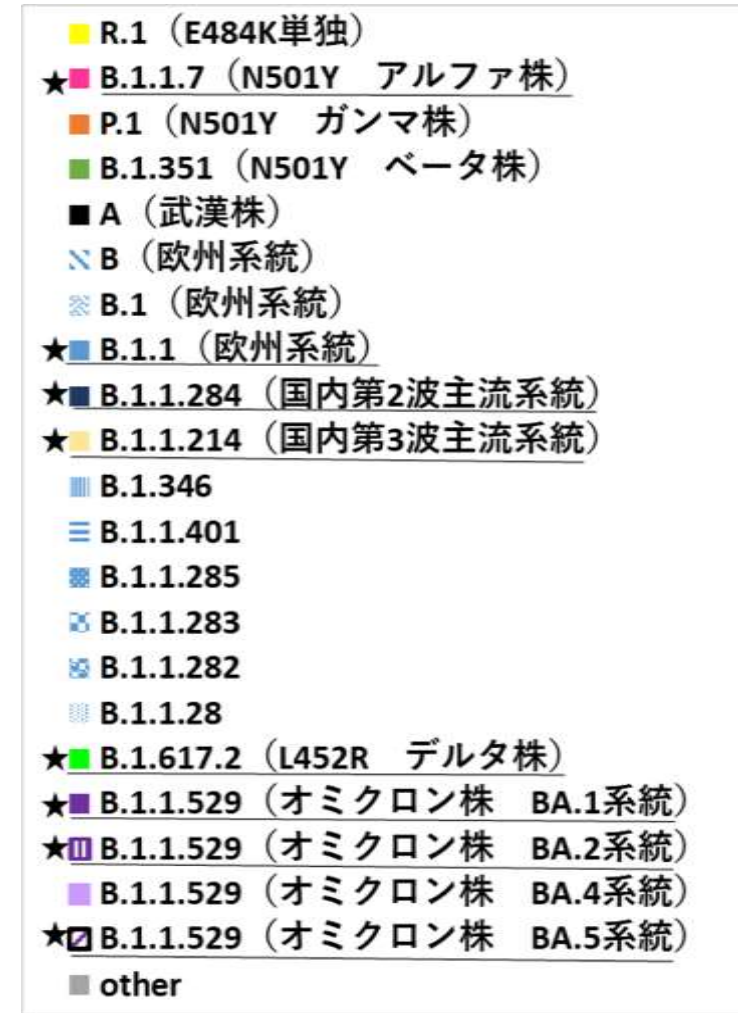 R.1（E484K単独）
★B.1.1.7（N501Y　アルファ株）
P.1（N501Y　ガンマ株）
B.1.351（N501Y　ベータ株）
A（武漢株）
B（欧州系統）
B.1（欧州系統）
★B.1.1（欧州系統）
★B.1.1.284（国内第2波主流系統）
★B.1.1.214（国内第3波主流系統）
B.1.346
B.1.1.401
B.1.1.285
B.1.1.283
B.1.1.282
B.1.1.28
★B.1.617.2（L452R　デルタ株）
★B.1.1.529（オミクロン株　BA.1系統）
★B.1.1.529（オミクロン株　BA.2系統）
B.1.1.529（オミクロン株　BA.4系統）
★B.1.1.529（オミクロン株　BA.5系統）
other